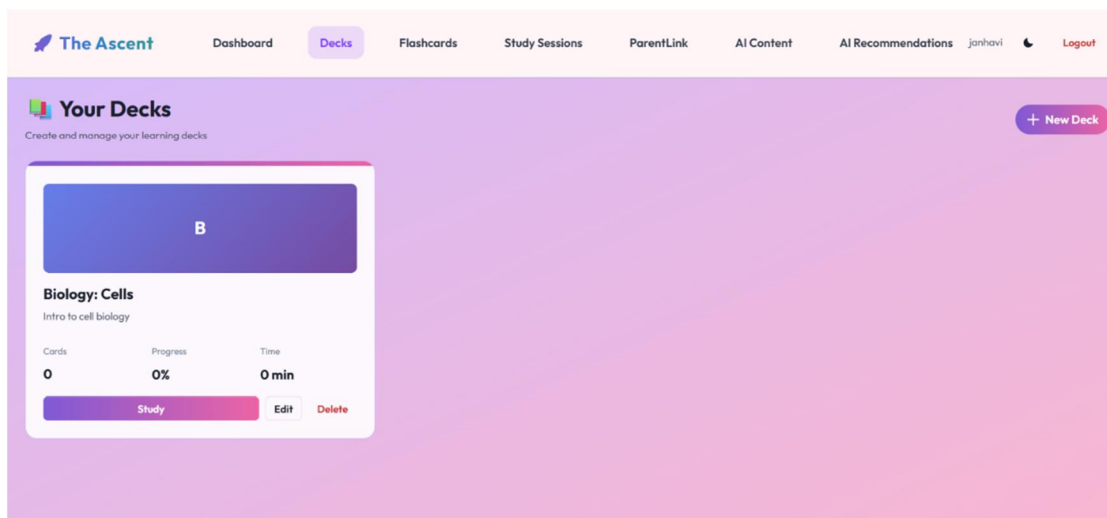 The Ascent
Dashboard
Decks
Flashcards
Study Sessions
ParentLink
AI Content
AI Recommendations
janhavi
Logout
Your Decks
Create and manage your learning decks
+ New Deck
B
Biology: Cells
Intro to cell biology
Cards Progress Time
0 0% 0 min
Study Edit Delete